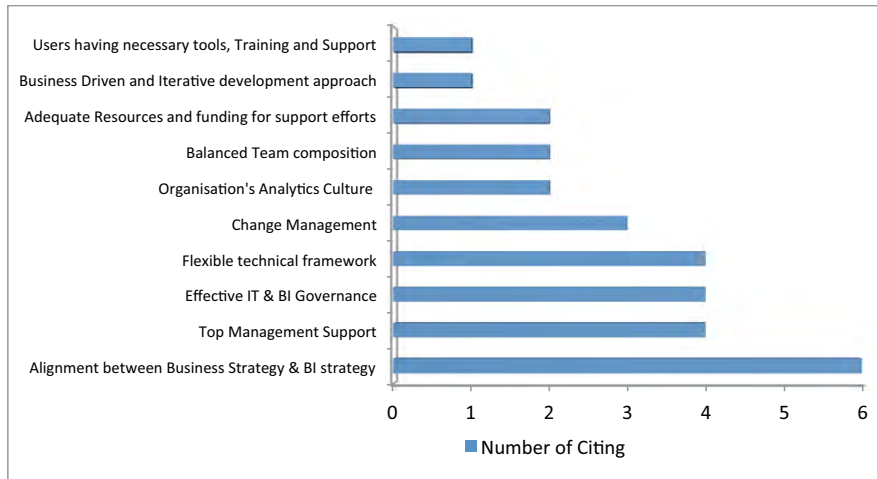 Users having necessary tools, Training and Support
Business Driven and Iterative development approach
Adequate Resources and funding for support efforts
Balanced Team composition
Organisation's Analytics Culture
Change Management
Flexible technical framework
Effective IT & BI Governance
Top Management Support
Alignment between Business Strategy & BI strategy
0 1 2 3 4 5 6
Number of Citing